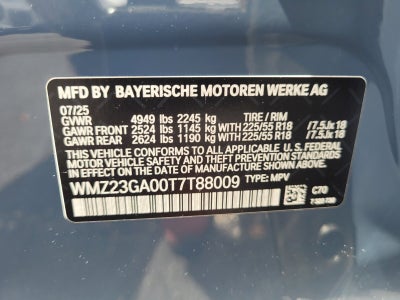 MFD BY BAYERISCHE MOTOREN WERKE AG
07/25
GVWR 4949 lbs 2245 kg TIRE / RIM
GAWR FRONT 2524 lbs 1145 kg WITH 225/55 R18 /7.5Jx18
GAWR REAR 2624 lbs 1190 kg WITH 225/55 R18 /7.5Jx18
THIS VEHICLE CONFORMS TO ALL APPLICABLE U.S. FEDERAL
MOTOR VEHICLE SAFETY, BUMPER AND THEFT PREVENTION
STANDARDS IN EFFECT ON THE DATE OF MANUFACTURE SHOWN ABOVE.
WMZ23GA00T7T88009 TYPE: MPV
C70